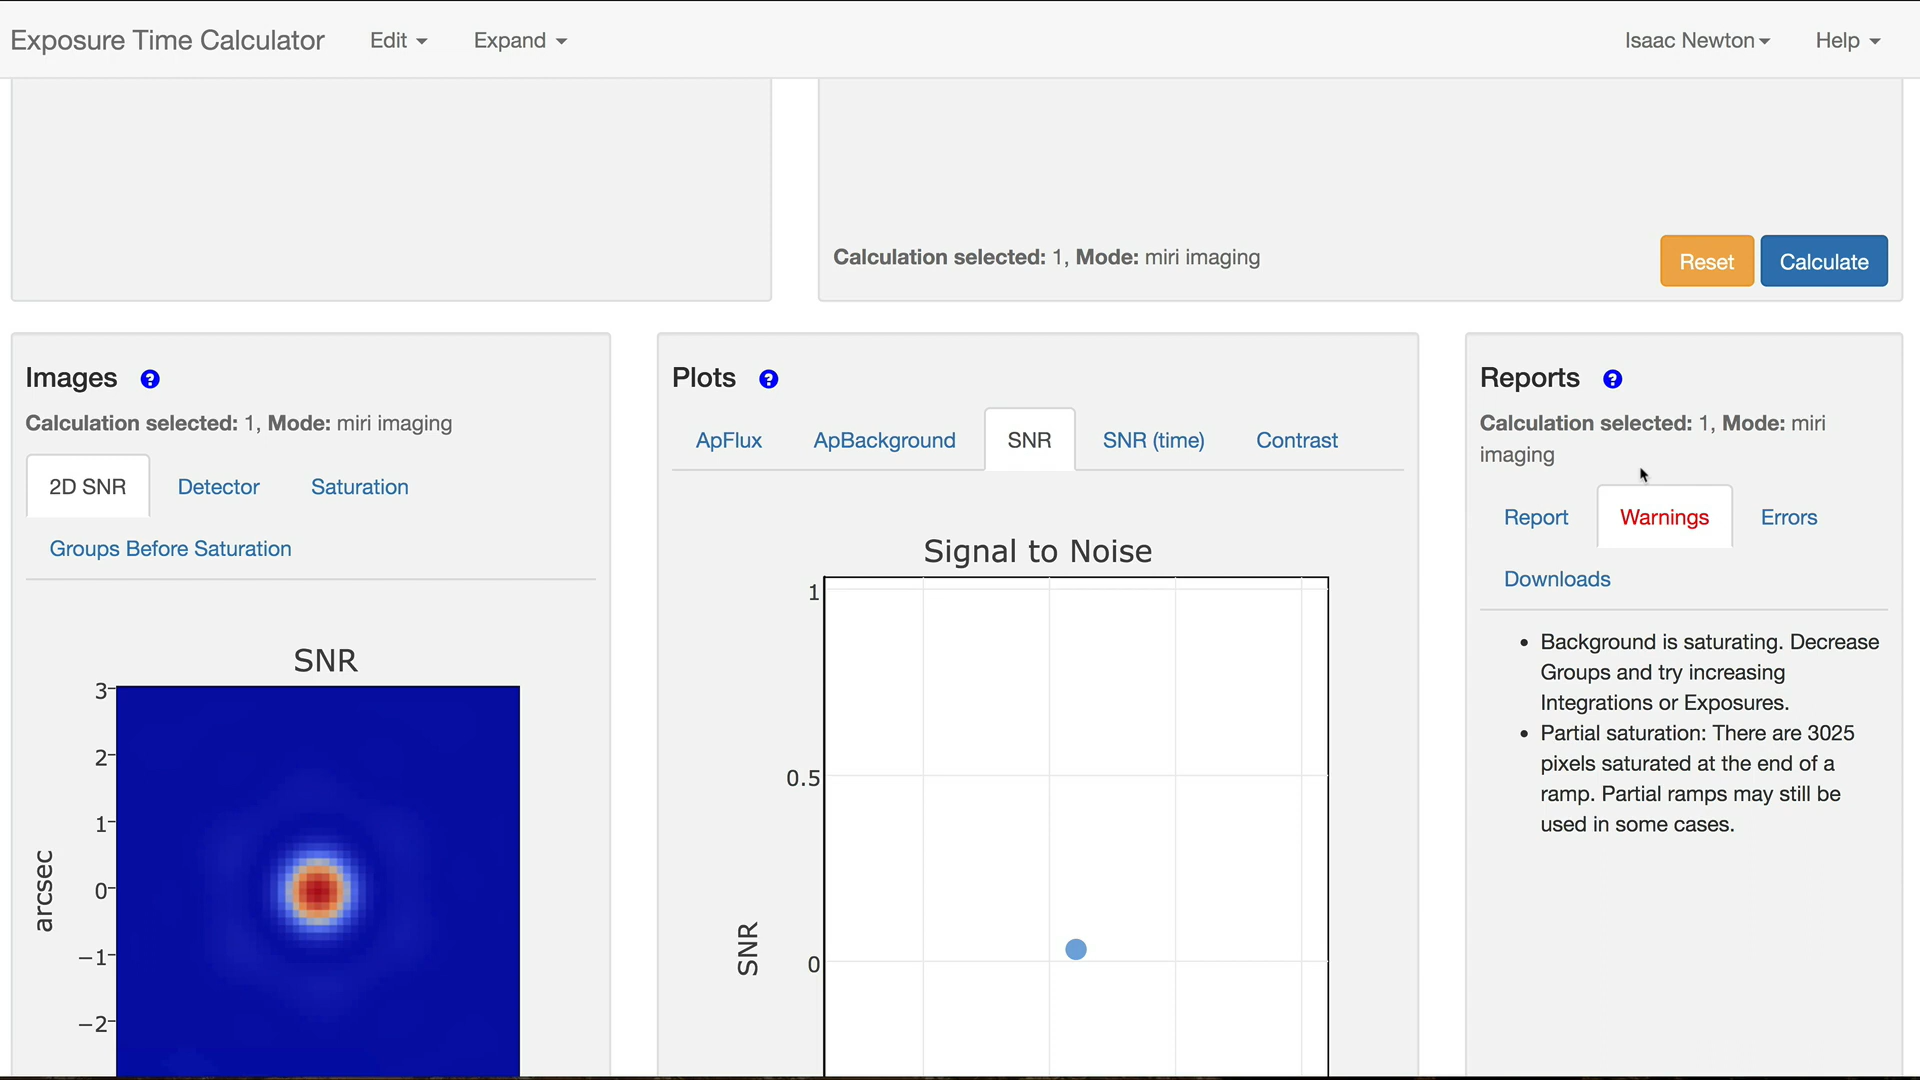 Exposure Time Calculator Edit Expand Isaac Newton Help
Calculation selected: 1, Mode: miri imaging
Reset Calculate
Images ?
Calculation selected: 1, Mode: miri imaging
2D SNR Detector Saturation
Groups Before Saturation
SNR
3
2
1
0
−1
−2
arcsec
Plots ?
ApFlux ApBackground SNR SNR (time) Contrast
Signal to Noise
1
0.5
0
SNR
Reports ?
Calculation selected: 1, Mode: miri
imaging
Report Warnings Errors
Downloads
• Background is saturating. Decrease
Groups and try increasing
Integrations or Exposures.
• Partial saturation: There are 3025
pixels saturated at the end of a
ramp. Partial ramps may still be
used in some cases.